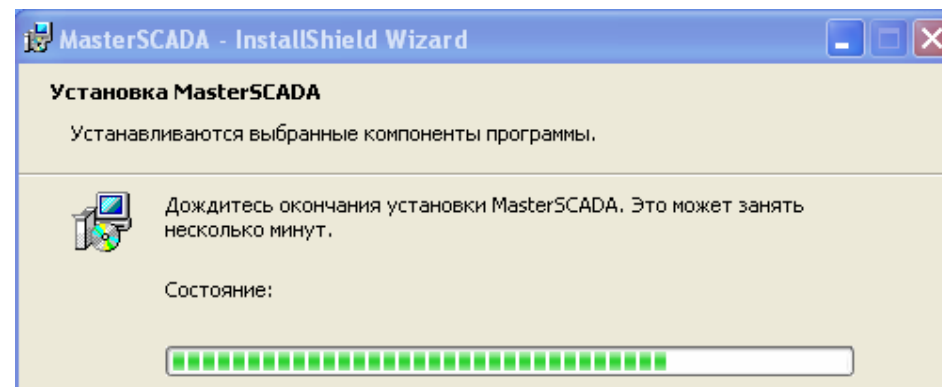 MasterSCADA - InstallShield Wizard
Установка MasterSCADA
Устанавливаются выбранные компоненты программы.
Дождитесь окончания установки MasterSCADA. Это может занять
несколько минут.
Состояние: